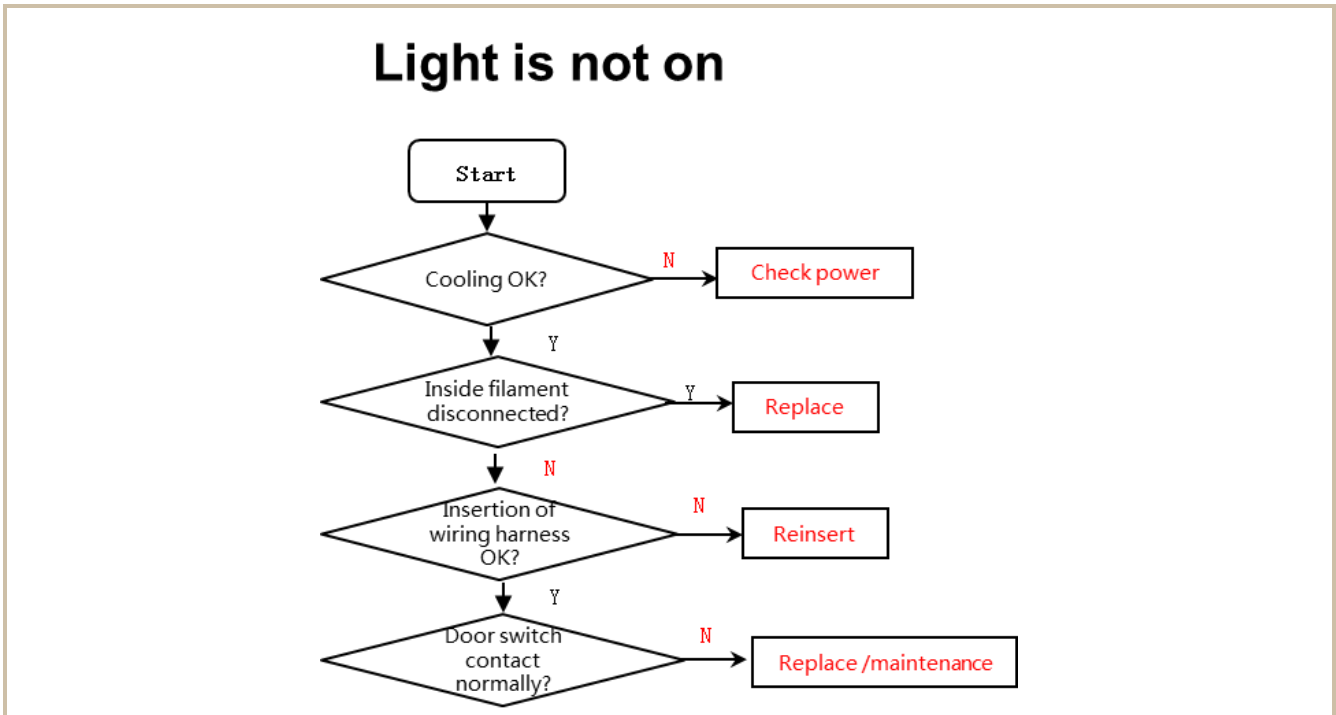 Light is not on
Start
Cooling OK?
N
Check power
Y
Inside filament
disconnected?
Y
Replace
N
Insertion of
wiring harness
OK?
N
Reinsert
Y
Door switch
contact
normally?
N
Replace /maintenance